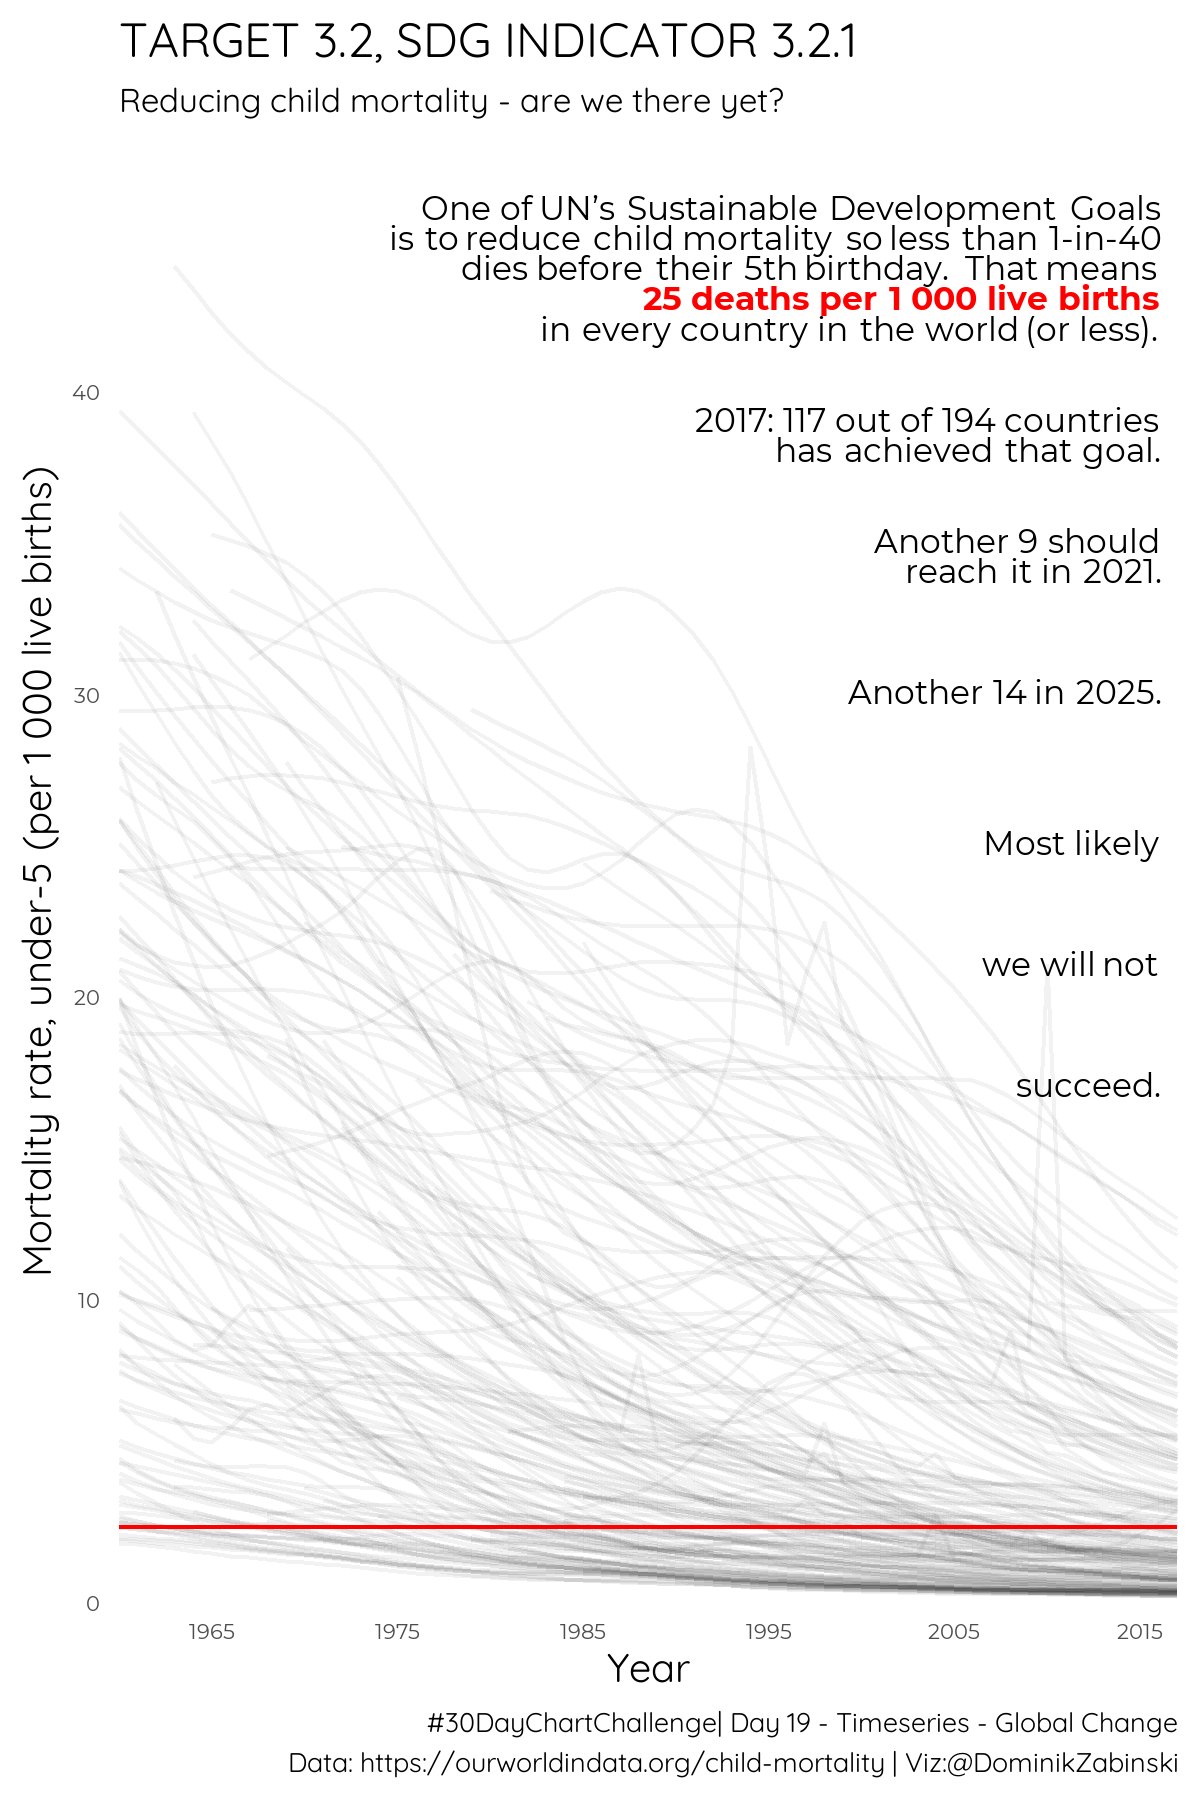 TARGET 3.2, SDG INDICATOR 3.2.1
Reducing child mortality - are we there yet?
One of UN’s Sustainable Development Goals
is to reduce child mortality so less than 1-in-40
dies before their 5th birthday. That means
25 deaths per 1 000 live births
in every country in the world (or less).
2017: 117 out of 194 countries
has achieved that goal.
Another 9 should
reach it in 2021.
Another 14 in 2025.
Most likely
we will not
succeed.
Mortality rate, under-5 (per 1 000 live births)
40
30
20
10
0
1965 1975 1985 1995 2005 2015
Year
#30DayChartChallenge| Day 19 - Timeseries - Global Change
Data: https://ourworldindata.org/child-mortality | Viz:@DominikZabinski